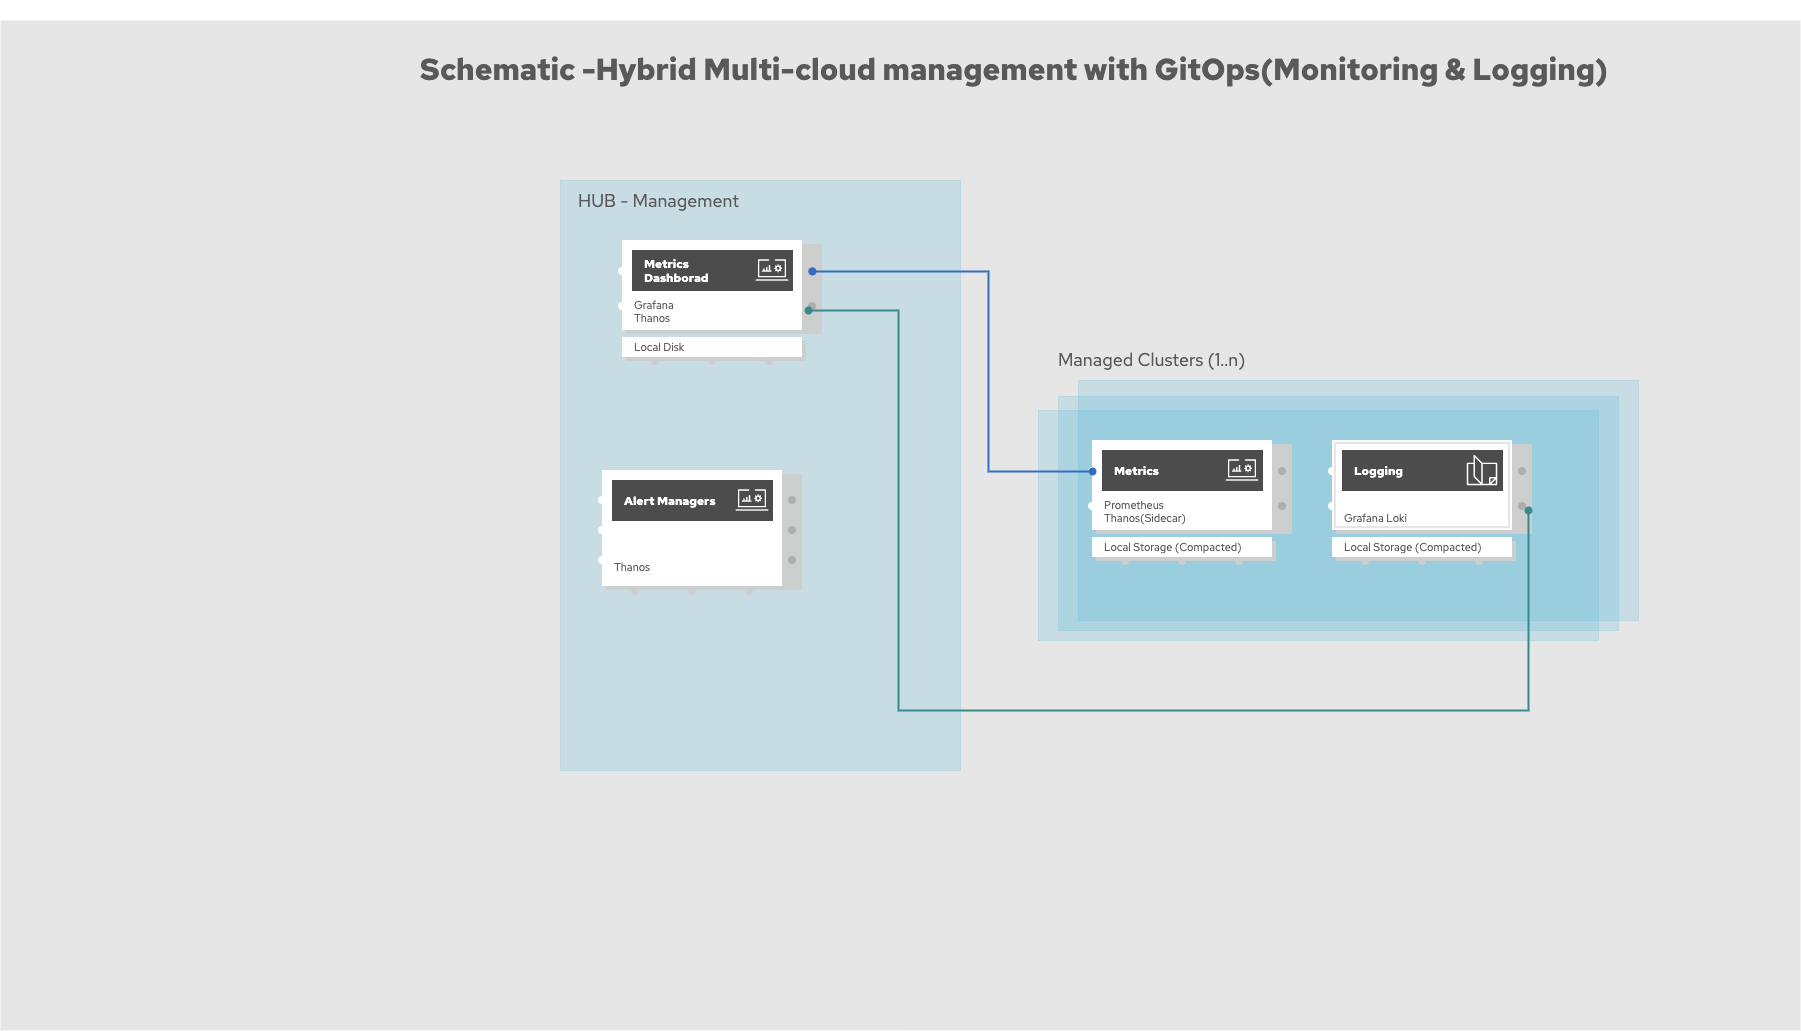 Schematic -Hybrid Multi-cloud management with GitOps(Monitoring & Logging)
HUB - Management
Metrics
Dashborad
Grafana
Thanos
Local Disk
Alert Managers
Thanos
Managed Clusters (1..n)
Metrics
Prometheus
Thanos(Sidecar)
Local Storage (Compacted)
Logging
Grafana Loki
Local Storage (Compacted)